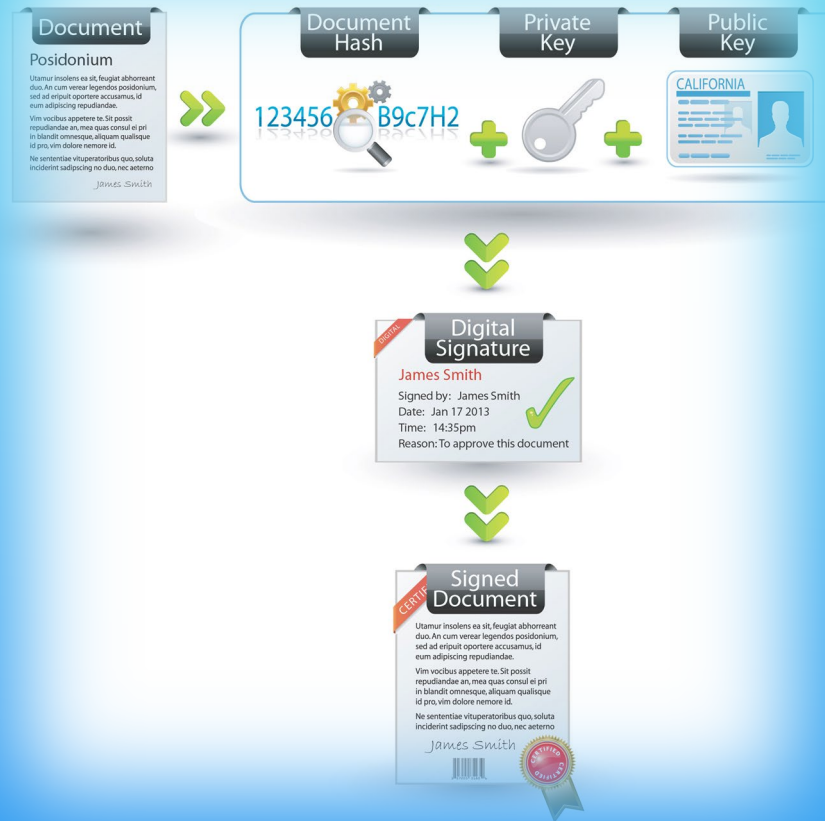 Document
Posidonium
Utamur insolens ea sit, feugiat abhorreant
duo. An cum verear legendos posidonium,
sed ad eripuit oportere accusamus, id
eum adipiscing repudiandae.
Vim vocibus appetere te. Sit possit
repudiandae an, mea quas consul ei pri
in blandit omnesque, aliquam qualisque
id pro, vim dolore nemore id.
Ne sententiae vituperatoribus quo, soluta
inciderint sadipscing no duo, nec aeterno
James Smith
Document
Hash
123456
B9c7H2
Private
Key
Public
Key
CALIFORNIA
Digital
Signature
DIGITAL
James Smith
Signed by: James Smith
Date: Jan 17 2013
Time: 14:35pm
Reason: To approve this document
Signed
Document
CERTIF
Utamur insolens ea sit, feugiat abhorreant
duo. An cum verear legendos posidonium,
sed ad eripuit oportere accusamus, id
eum adipiscing repudiandae.
Vim vocibus appetere te. Sit possit
repudiandae an, mea quas consul ei pri
in blandit omnesque, aliquam qualisque
id pro, vim dolore nemore id.
Ne sententiae vituperatoribus quo, soluta
inciderint sadipscing no duo, nec aeterno
James Smith
CERTIFIED
CERTIFIED